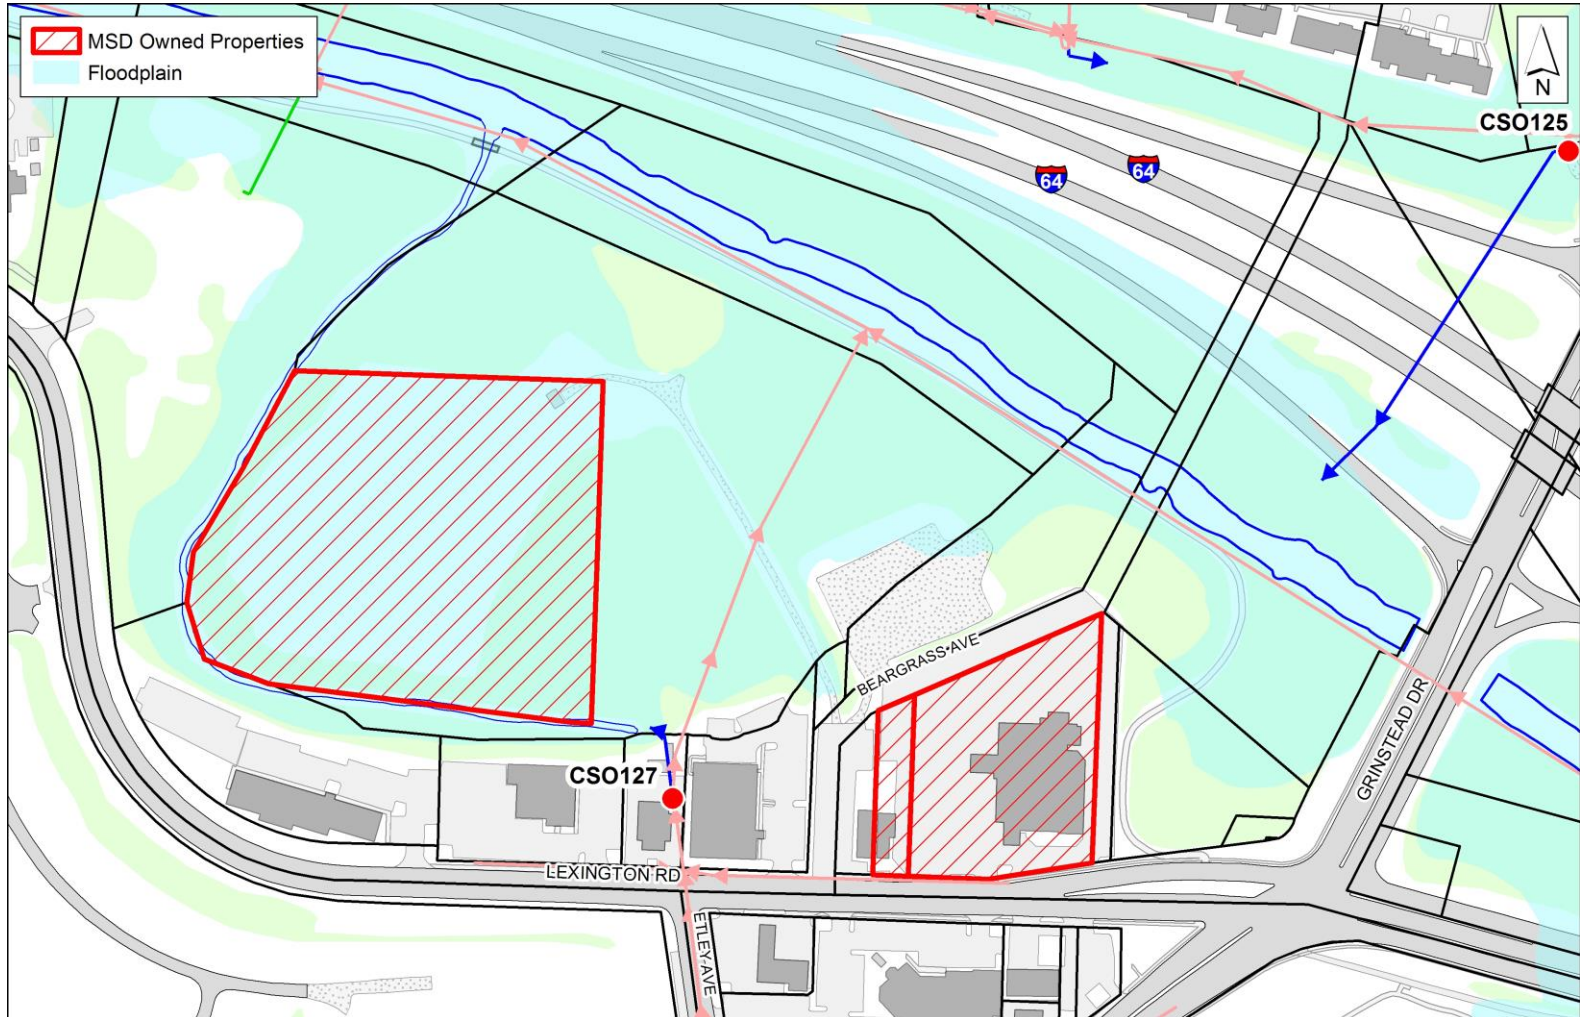 MSD Owned Properties
Floodplain
N
CSO125
64
64
BEARGRASS AVE
GRINSTEAD DR
CSO127
LEXINGTON RD
ETLEY AVE